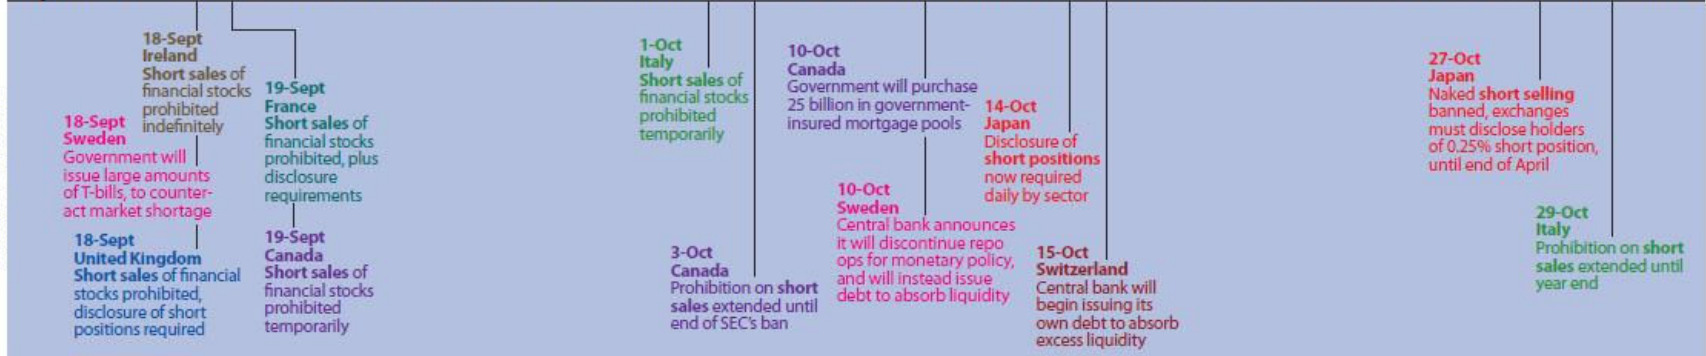 18-Sept
Ireland
Short sales of
financial stocks
prohibited
indefinitely
18-Sept
Sweden
Government will
issue large amounts
of T-bills, to counter-
act market shortage
18-Sept
United Kingdom
Short sales of financial
stocks prohibited,
disclosure of short
positions required
19-Sept
France
Short sales of
financial stocks
prohibited, plus
disclosure
requirements
19-Sept
Canada
Short sales of
financial stocks
prohibited
temporarily
1-Oct
Italy
Short sales of
financial stocks
prohibited
temporarily
3-Oct
Canada
Prohibition on short
sales extended until
end of SEC's ban
10-Oct
Canada
Government will purchase
25 billion in government-
insured mortgage pools
10-Oct
Sweden
Central bank announces
it will discontinue repo
ops for monetary policy,
and will instead issue
debt to absorb liquidity
14-Oct
Japan
Disclosure of
short positions
now required
daily by sector
15-Oct
Switzerland
Central bank will
begin issuing its
own debt to absorb
excess liquidity
27-Oct
Japan
Naked short selling
banned, exchanges
must disclose holders
of 0.25% short position,
until end of April
29-Oct
Italy
Prohibition on short
sales extended until
year end